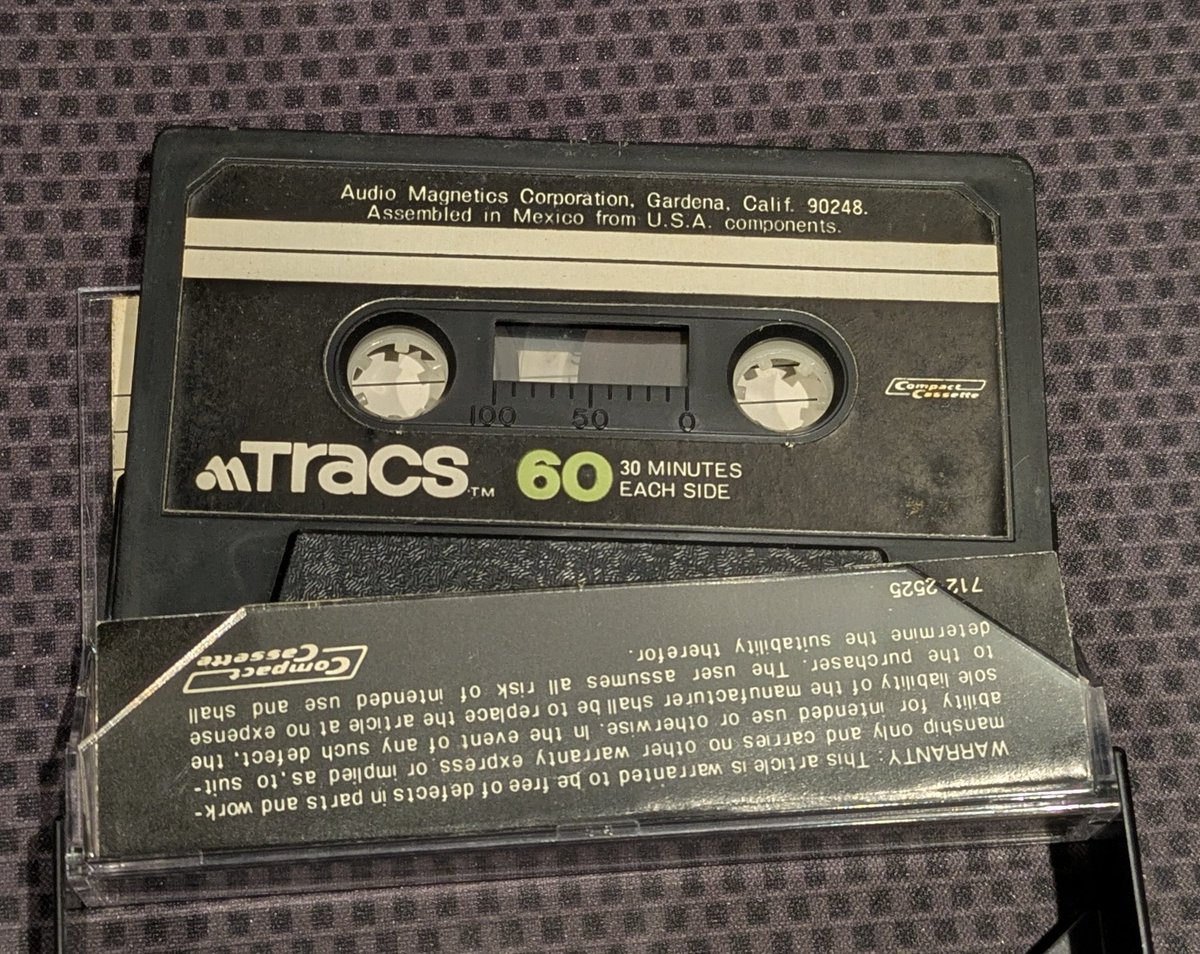 Audio Magnetics Corporation, Gardena, Calif. 90248.
Assembled in Mexico from U.S.A. components.
Compact
Cassette
100 50 0
TRACS TM 60 30 MINUTES
EACH SIDE
WARRANTY: This article is warranted to be free of defects in parts and work-
manship only and carries no other warranty express, or implied as, to, suit-
ability for intended use or otherwise. In the event of any such defect, the
sole liability of the manufacturer shall be to replace the article at no expense
to the purchaser. The user assumes all risk of intended use and shall
determine the suitability therefor.
Compact
Cassette
712 2525